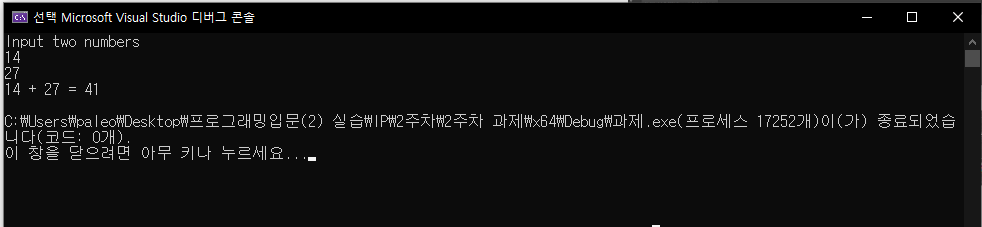 선택 Microsoft Visual Studio 디버그 콘솔
Input two numbers
14
27
14 + 27 = 41
C:₩Users₩paleo₩Desktop₩프로그래밍입문(2) 실습₩IP₩2주차₩2주차 과제₩x64₩Debug₩과제.exe(프로세스 17252개)이(가) 종료되었습
니다(코드: 0개).
이 창을 닫으려면 아무 키나 누르세요...